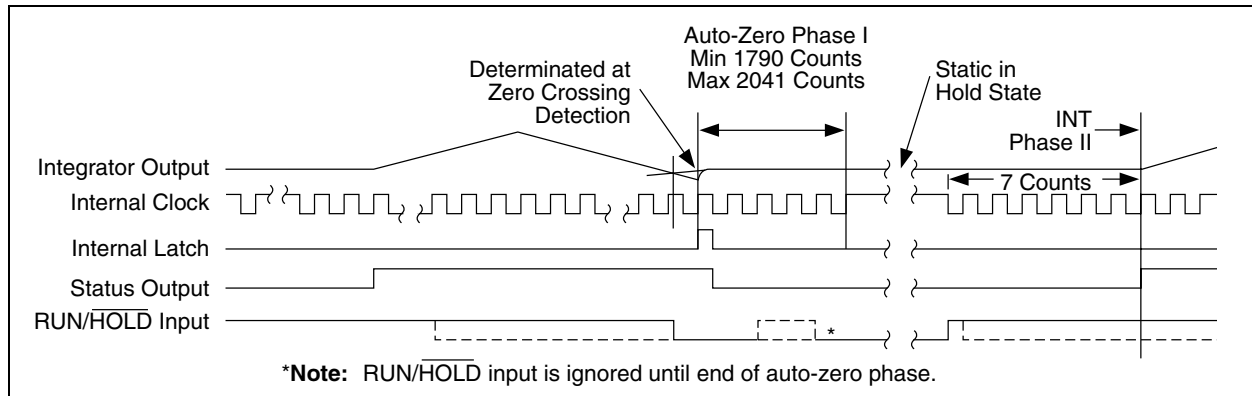 Auto-Zero Phase I
Min 1790 Counts
Max 2041 Counts
Determinated at
Zero Crossing
Detection
Static in
Hold State
INT
Phase II
Integrator Output
7 Counts
Internal Clock
Internal Latch
Status Output
RUN/HOLD Input
*
*Note: RUN/HOLD input is ignored until end of auto-zero phase.